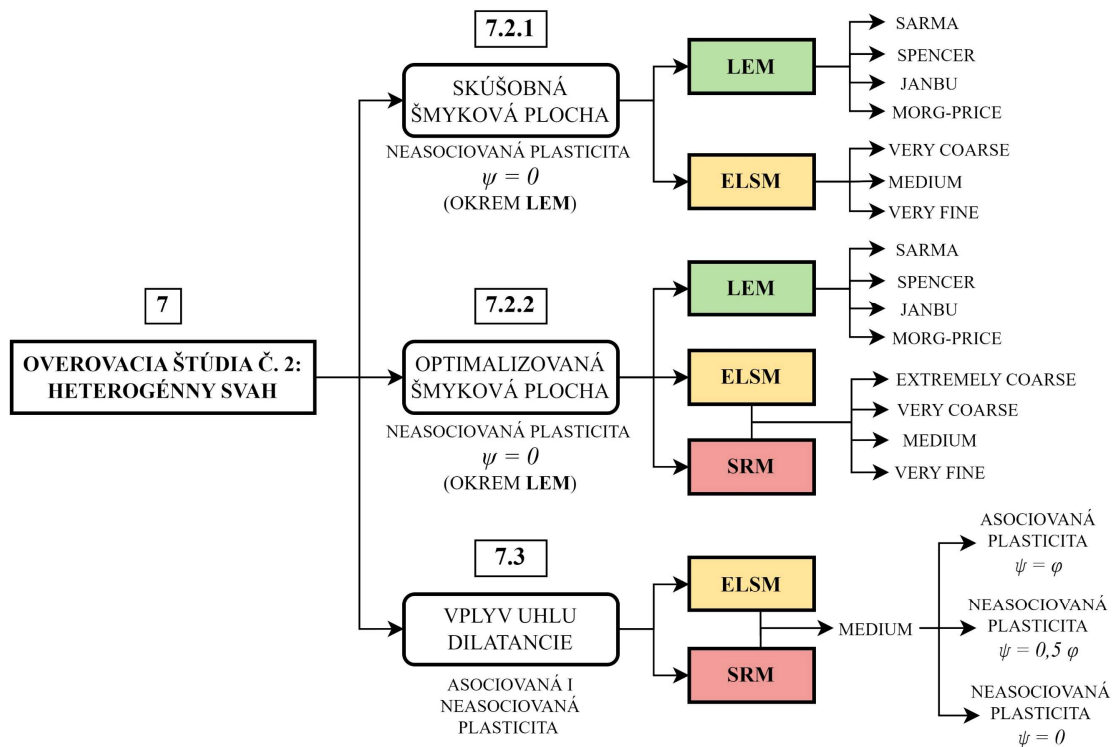 7
OVEROVACIA ŠTÚDIA Č. 2:
HETEROGÉNNY SVAH
7.2.1
SKÚŠOBNÁ
ŠMYKOVÁ PLOCHA
NEASOCIOVANÁ PLASTICITA
ψ = 0
(OKREM LEM)
LEM
SARMA
SPENCER
JANBU
MORG-PRICE
ELSM
VERY COARSE
MEDIUM
VERY FINE
7.2.2
OPTIMALIZOVANÁ
ŠMYKOVÁ PLOCHA
NEASOCIOVANÁ PLASTICITA
ψ = 0
(OKREM LEM)
LEM
SARMA
SPENCER
JANBU
MORG-PRICE
ELSM
SRM
EXTREMELY COARSE
VERY COARSE
MEDIUM
VERY FINE
7.3
VPLYV UHLU
DILATANCIE
ASOCIOVANÁ I
NEASOCIOVANÁ
PLASTICITA
ELSM
SRM
MEDIUM
ASOCIOVANÁ
PLASTICITA
ψ = φ
NEASOCIOVANÁ
PLASTICITA
ψ = 0,5 φ
NEASOCIOVANÁ
PLASTICITA
ψ = 0